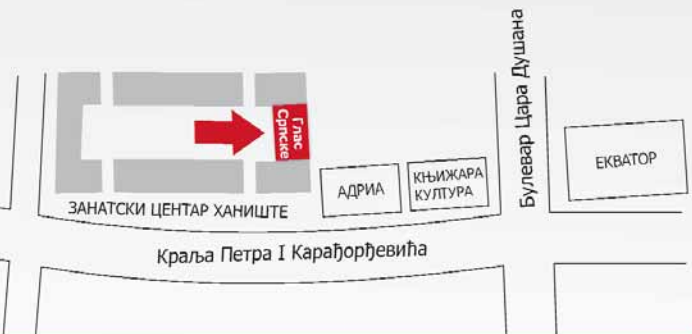 Глас
Српске
ЗАНАТСКИ ЦЕНТАР ХАНИШТЕ
АДРИА
КЊИЖАРА
КУЛТУРА
Булевар Цара Душана
ЕКВАТОР
Краља Петра I Карађорђевића